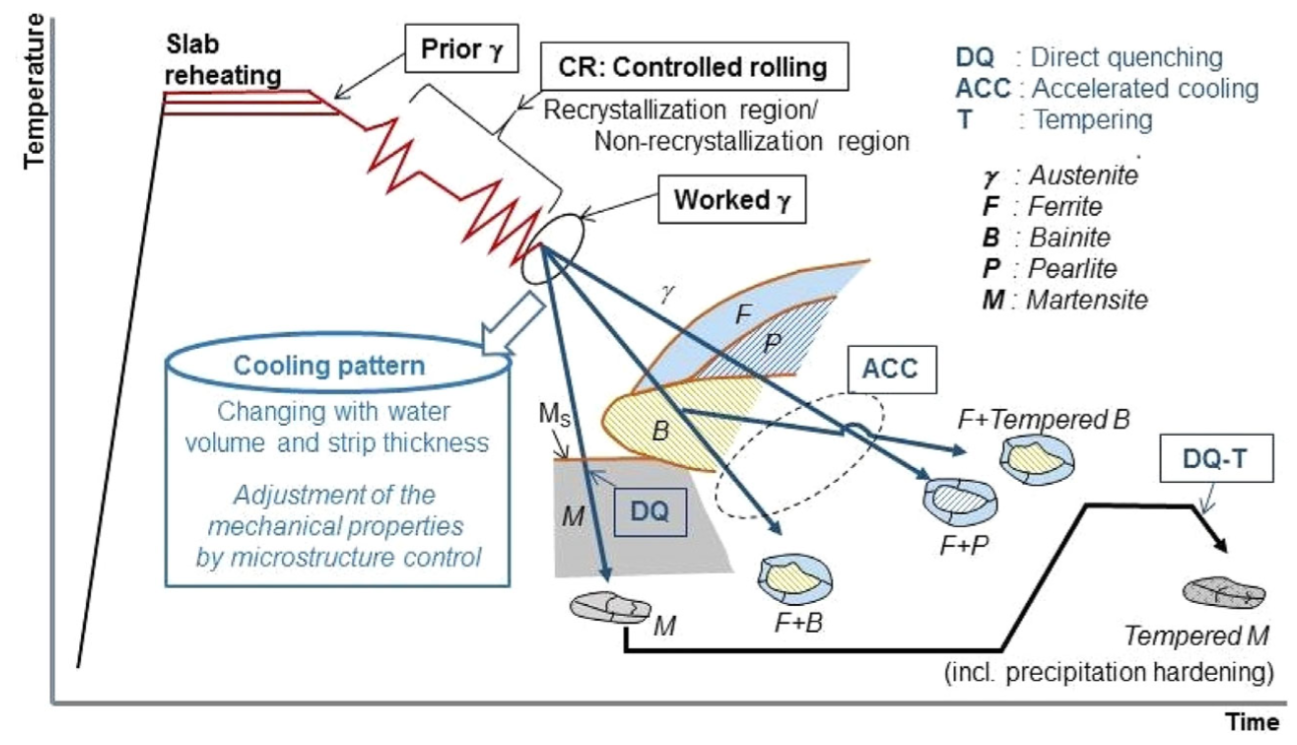 Temperature
Slab
reheating
Prior γ
CR: Controlled rolling
Recrystallization region/
Non-recrystallization region
Worked γ
DQ : Direct quenching
ACC : Accelerated cooling
T : Tempering
γ : Austenite
F : Ferrite
B : Bainite
P : Pearlite
M : Martensite
Cooling pattern
Changing with water
volume and strip thickness
Adjustment of the
mechanical properties
by microstructure control
γ
F
P
B
Ms
M
DQ
ACC
F+Tempered B
F+P
F+B
M
DQ-T
Tempered M
(incl. precipitation hardening)
Time